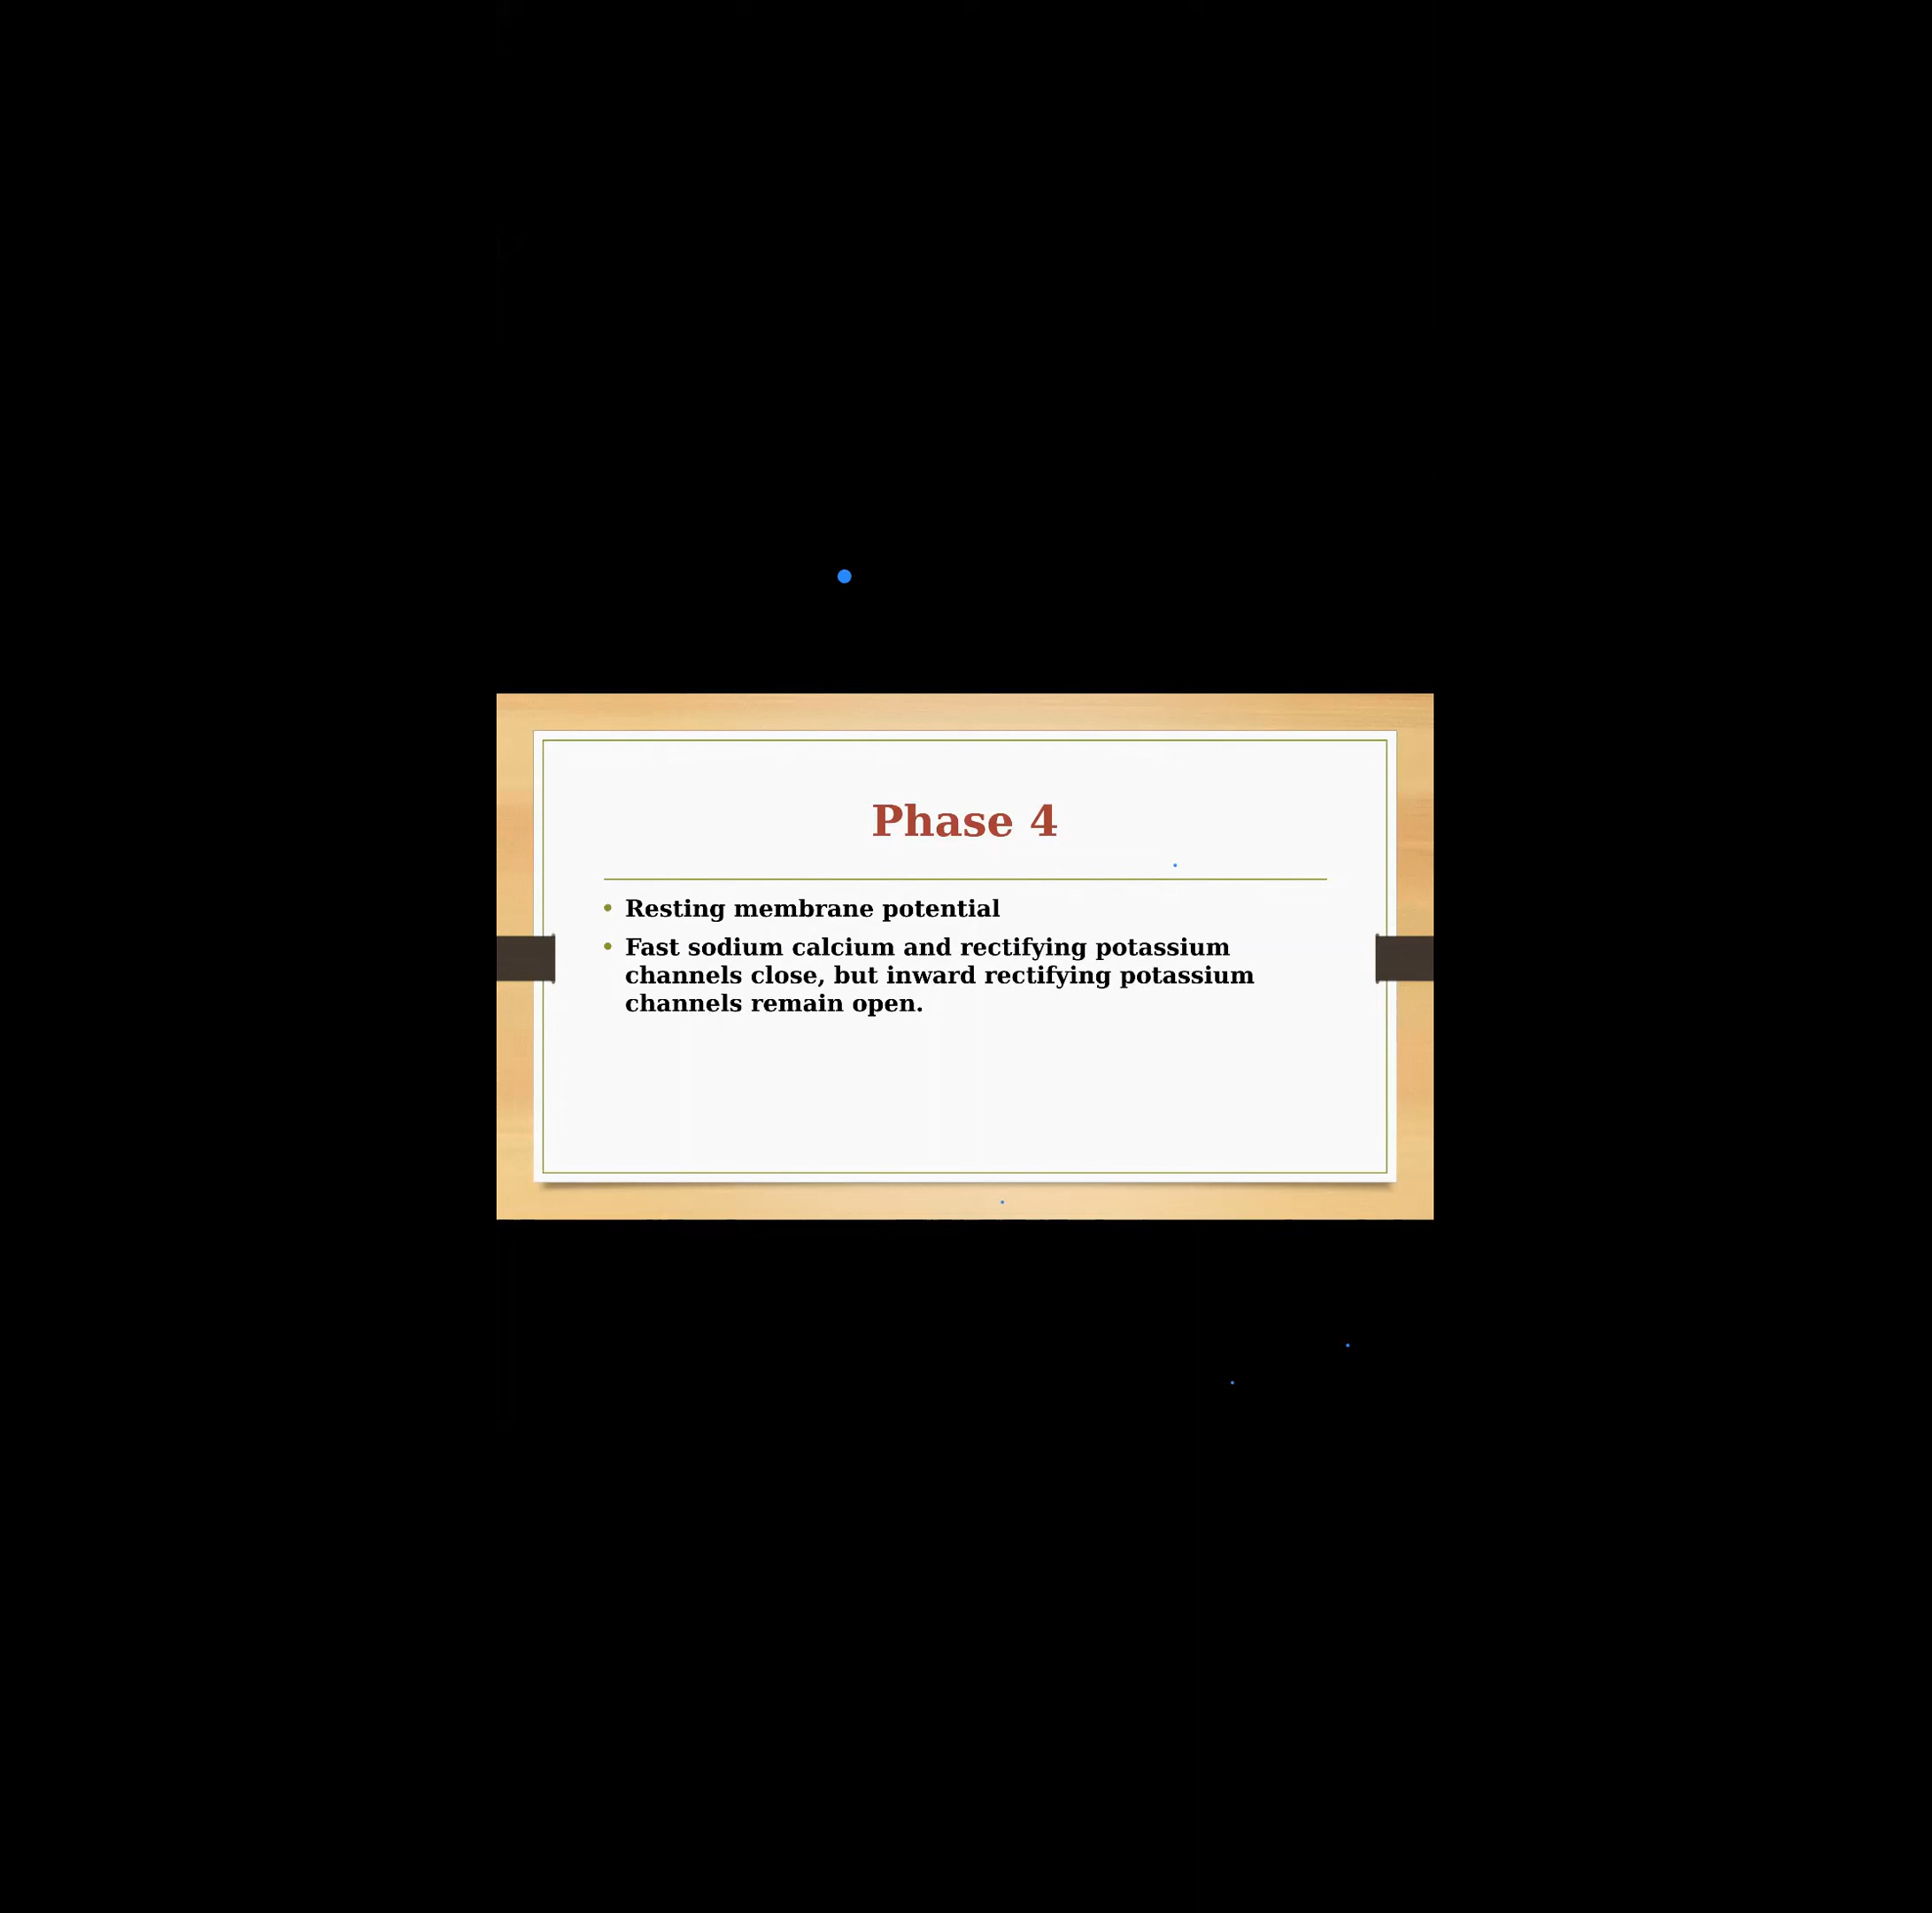 Phase 4
• Resting membrane potential
• Fast sodium calcium and rectifying potassium
channels close, but inward rectifying potassium
channels remain open.